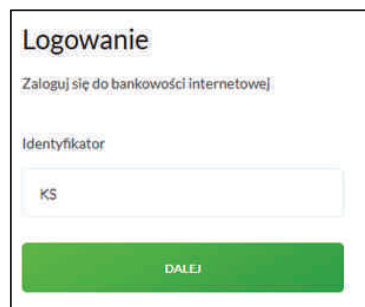 Logowanie
Zaloguj się do bankowości internetowej
Identyfikator
KS
DALEJ